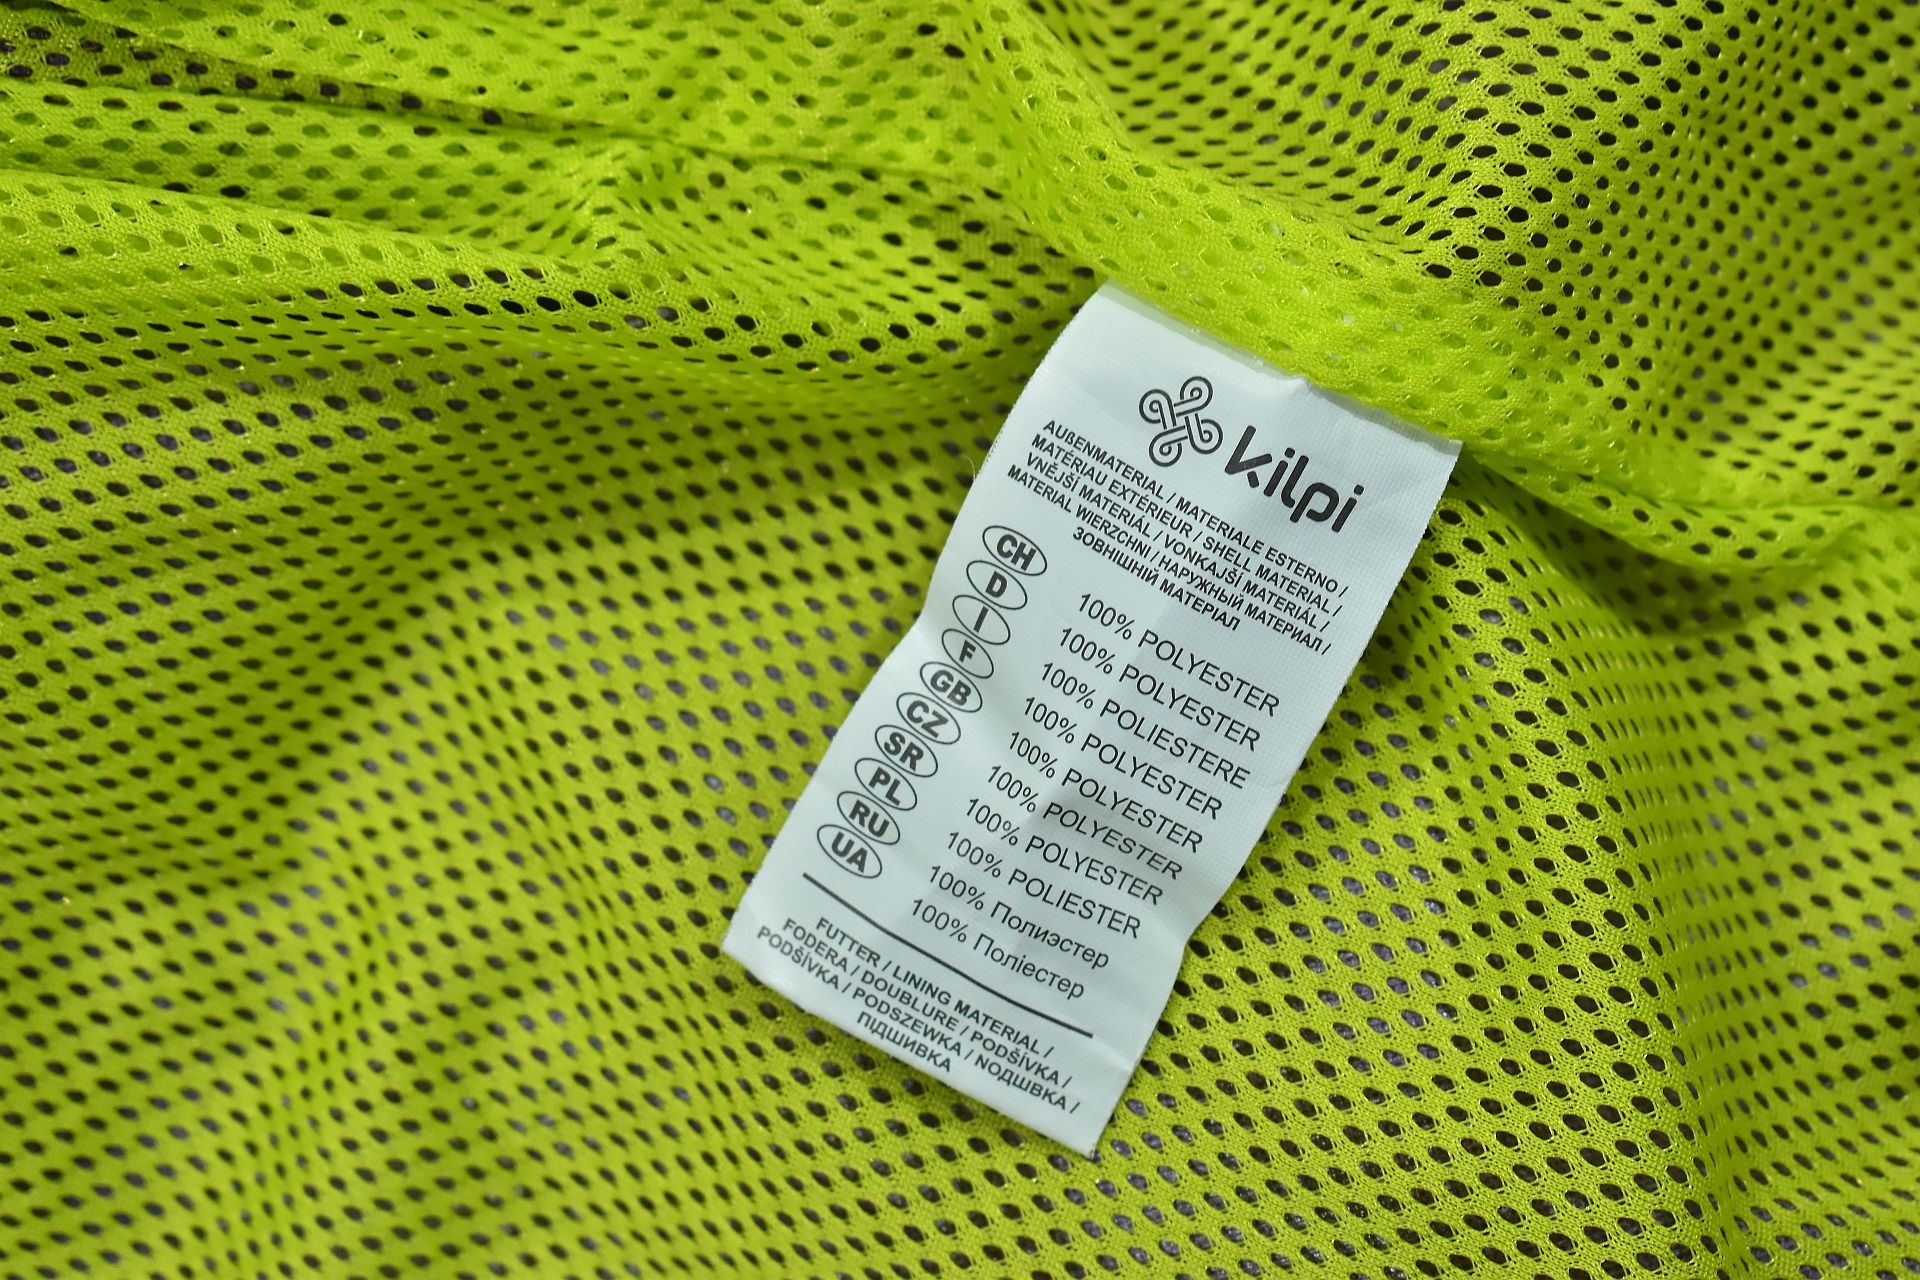 kilpi
AUßENMATERIAL / MATERIALE ESTERNO /
MATÉRIAU EXTÉRIEUR / SHELL MATERIAL /
VNĚJŠÍ MATERIÁL / VONKAJŠÍ MATERIÁL /
MATERIAL WIERZCHNI / НАРУЖНЫЙ МАТЕРИАЛ /
ЗОВНІШНІЙ МАТЕРІАЛ
CH 100% POLYESTER
D 100% POLYESTER
I 100% POLIESTERE
F 100% POLYESTER
GB 100% POLYESTER
CZ 100% POLYESTER
SR 100% POLYESTER
PL 100% POLIESTER
RU 100% Полиэстер
UA 100% Поліестер
FUTTER / LINING MATERIAL /
FODERA / DOUBLURE / PODŠÍVKA /
PODŠÍVKA / PODSZEWKA / NОДШВКА /
ПІДШИВКА